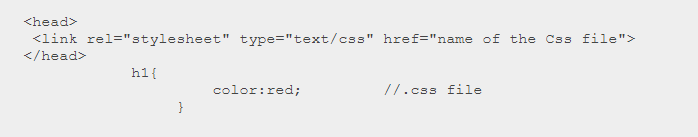 <head>
<link rel="stylesheet" type="text/css" href="name of the Css file">
</head>
h1{
color:red; //.css file
}